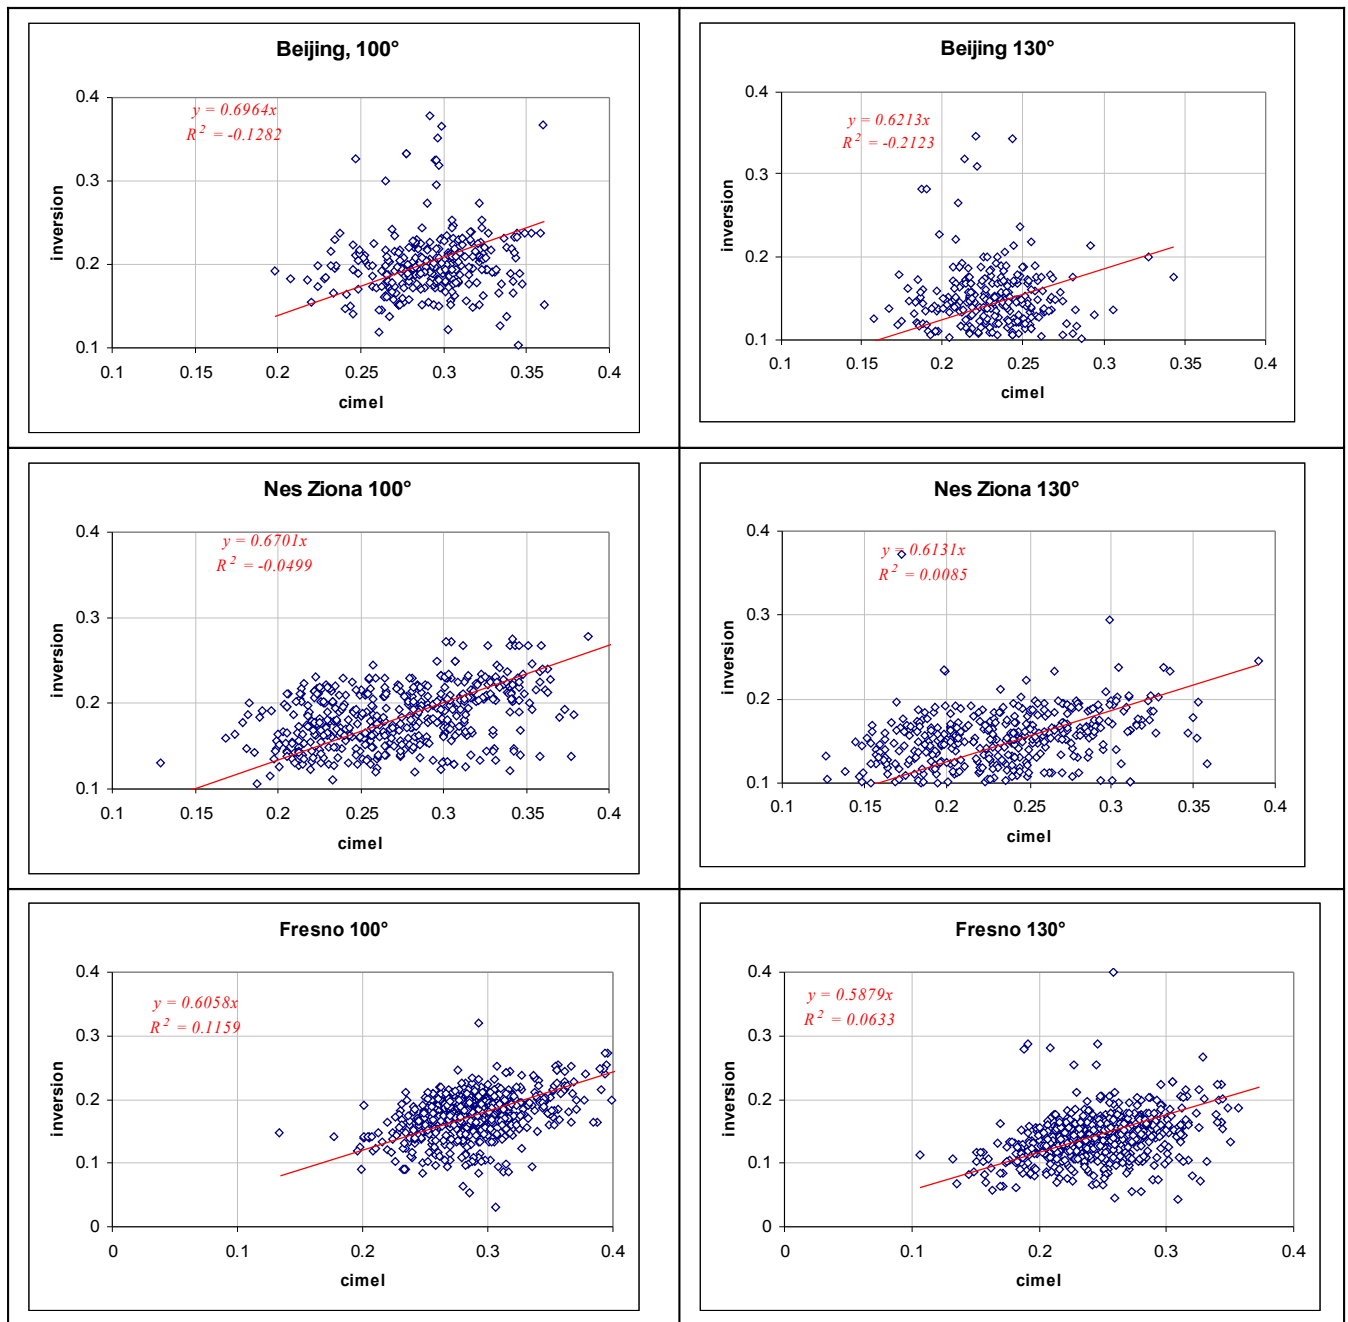 Beijing, 100°
y = 0.6964x
R² = -0.1282
0.4
0.3
0.2
0.1
inversion
0.1 0.15 0.2 0.25 0.3 0.35 0.4
cimel
Beijing 130°
y = 0.6213x
R² = -0.2123
0.4
0.3
0.2
0.1
inversion
0.1 0.15 0.2 0.25 0.3 0.35 0.4
cimel
Nes Ziona 100°
y = 0.6701x
R² = -0.0499
0.4
0.3
0.2
0.1
inversion
0.1 0.15 0.2 0.25 0.3 0.35 0.4
cimel
Nes Ziona 130°
y = 0.6131x
R² = 0.0085
0.4
0.3
0.2
0.1
inversion
0.1 0.15 0.2 0.25 0.3 0.35 0.4
cimel
Fresno 100°
y = 0.6058x
R² = 0.1159
0.4
0.3
0.2
0.1
0
inversion
0 0.1 0.2 0.3 0.4
cimel
Fresno 130°
y = 0.5879x
R² = 0.0633
0.4
0.3
0.2
0.1
0
inversion
0 0.1 0.2 0.3 0.4
cimel